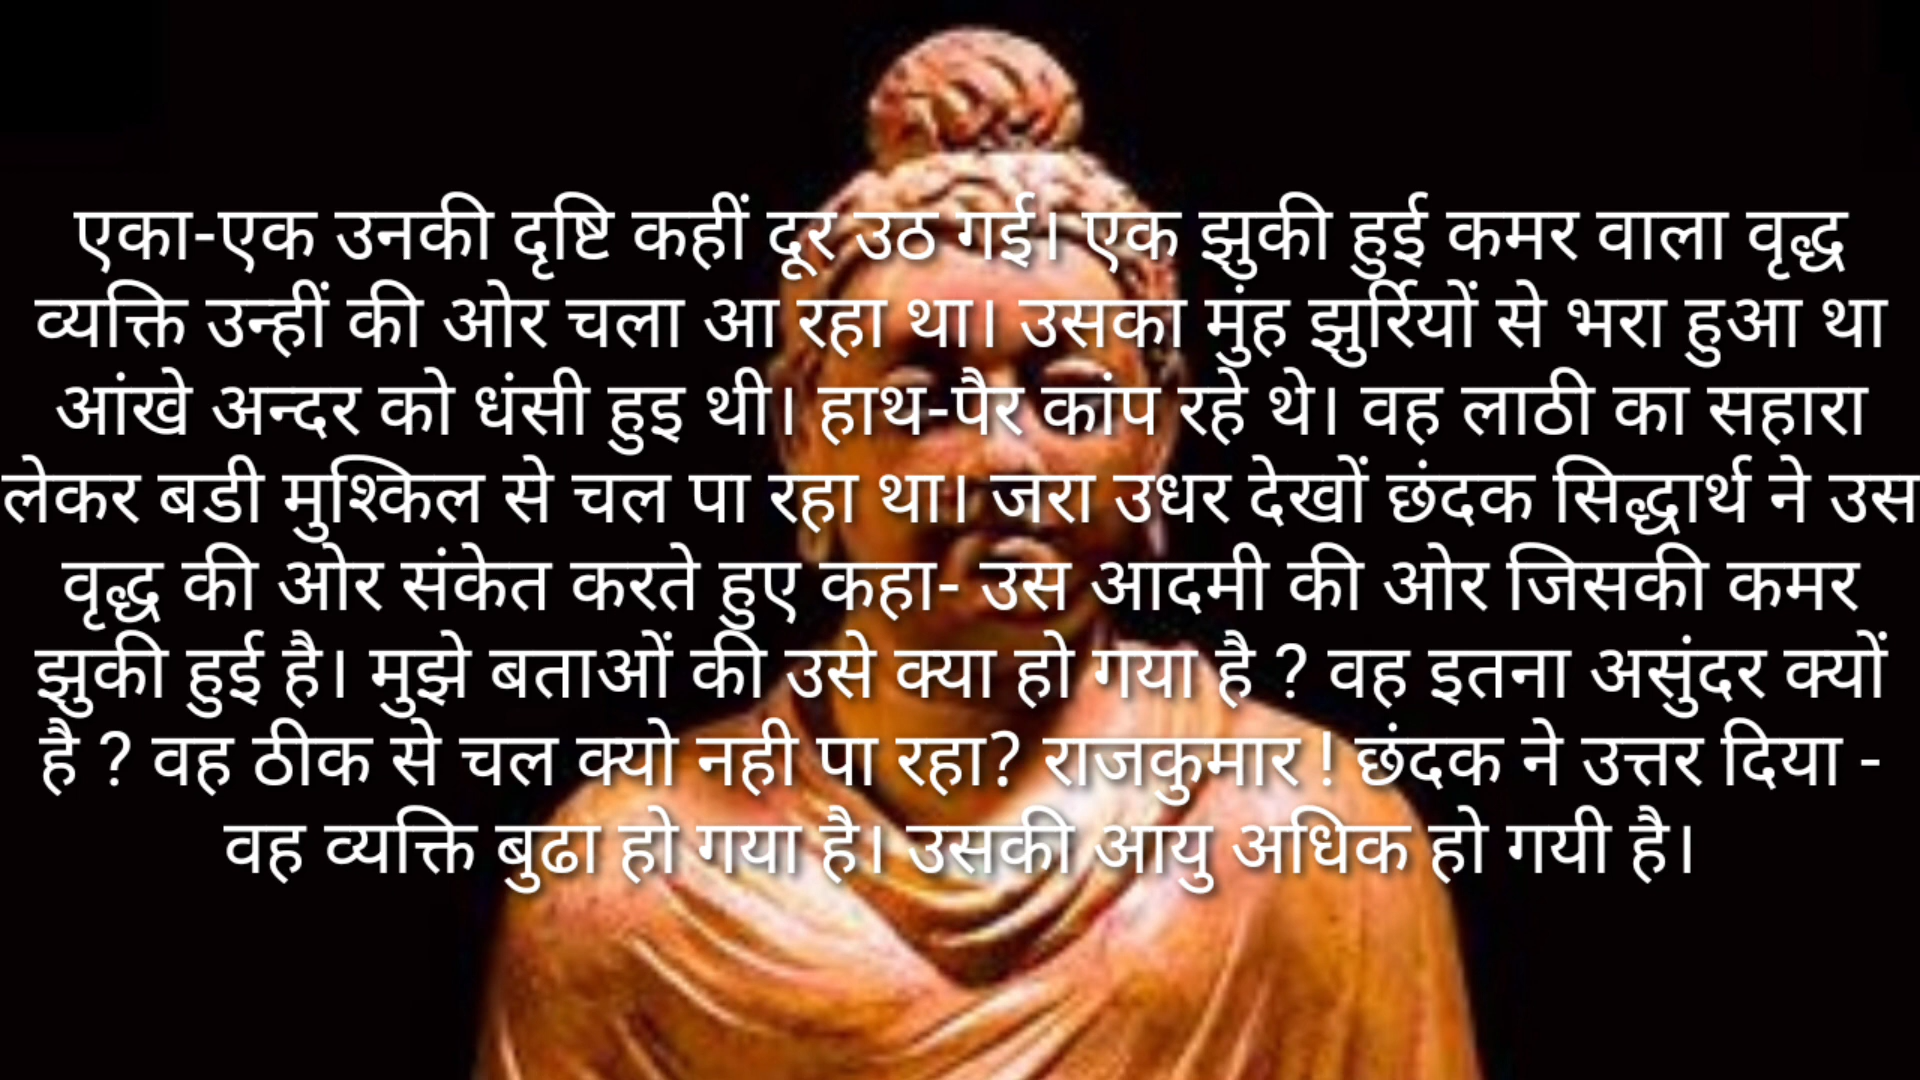 एका-एक उनकी दृष्टि कहीं दूर उठ गई। एक झुकी हुई कमर वाला वृद्ध
व्यक्ति उन्हीं की ओर चला आ रहा था। उसका मुंह झुर्रियों से भरा हुआ था
आंखे अन्दर को धंसी हुइ थी। हाथ-पैर कांप रहे थे। वह लाठी का सहारा
लेकर बडी मुश्किल से चल पा रहा था। जरा उधर देखों छंदक सिद्धार्थ ने उस
वृद्ध की ओर संकेत करते हुए कहा- उस आदमी की ओर जिसकी कमर
झुकी हुई है। मुझे बताओं की उसे क्या हो गया है ? वह इतना असुंदर क्यों
है ? वह ठीक से चल क्यो नही पा रहा? राजकुमार ! छंदक ने उत्तर दिया -
वह व्यक्ति बुढा हो गया है। उसकी आयु अधिक हो गयी है।